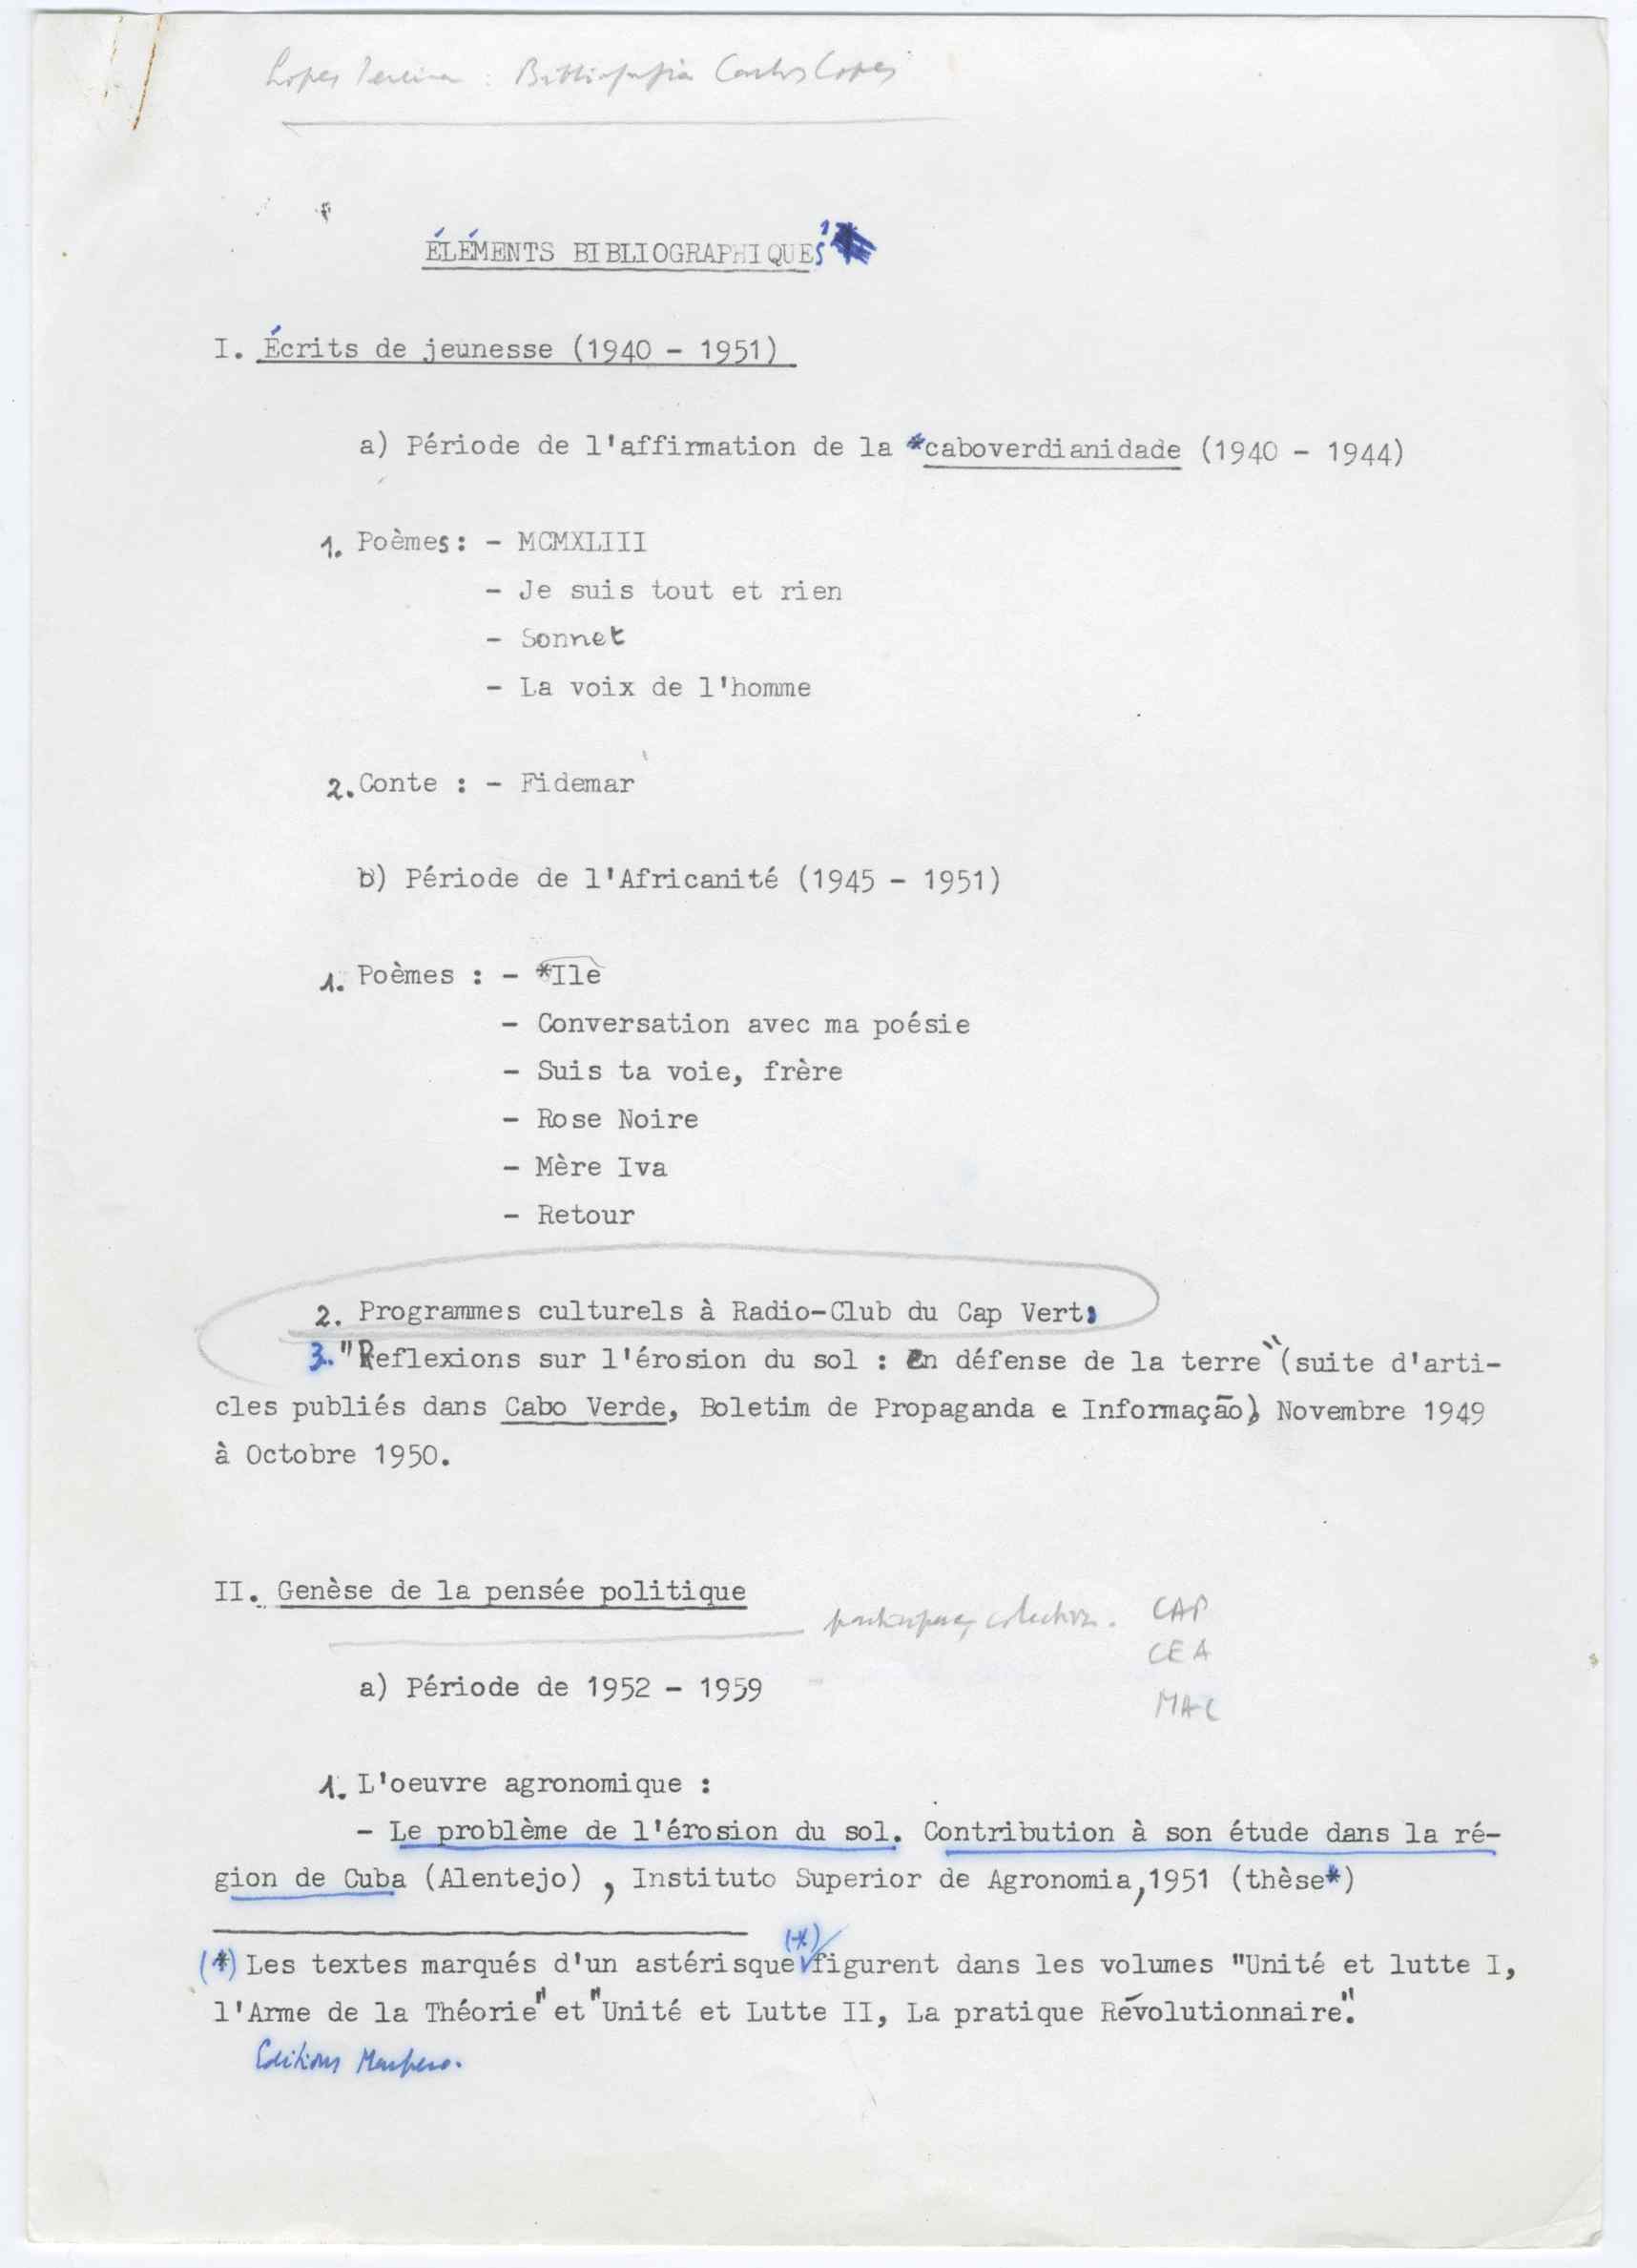 Lopes Pereira : Bibliografia Carlos Lopes
ÉLÉMENTS BIBLIOGRAPHIQUES
I. Écrits de jeunesse (1940 - 1951)
a) Période de l'affirmation de la *caboverdianidade (1940 - 1944)
1. Poèmes: - MCMXLIII
- Je suis tout et rien
- Sonnet
- La voix de l'homme
2. Conte : - Fidemar
b) Période de l'Africanité (1945 - 1951)
1. Poèmes : - *Ile
- Conversation avec ma poésie
- Suis ta voie, frère
- Rose Noire
- Mère Iva
- Retour
2. Programmes culturels à Radio-Club du Cap Vert;
3. "Reflexions sur l'érosion du sol : En défense de la terre" (suite d'arti-
cles publiés dans Cabo Verde, Boletim de Propaganda e Informação), Novembre 1949
à Octobre 1950.
II. Genèse de la pensée politique
CAP
CEA
MAC
a) Période de 1952 - 1959
1. L'oeuvre agronomique :
- Le problème de l'érosion du sol. Contribution à son étude dans la ré-
gion de Cuba (Alentejo) , Instituto Superior de Agronomia, 1951 (thèse*)
(*) Les textes marqués d'un astérisque (*) figurent dans les volumes "Unité et lutte I,
l'Arme de la Théorie" et "Unité et Lutte II, La pratique Révolutionnaire".
Editions Maspero.